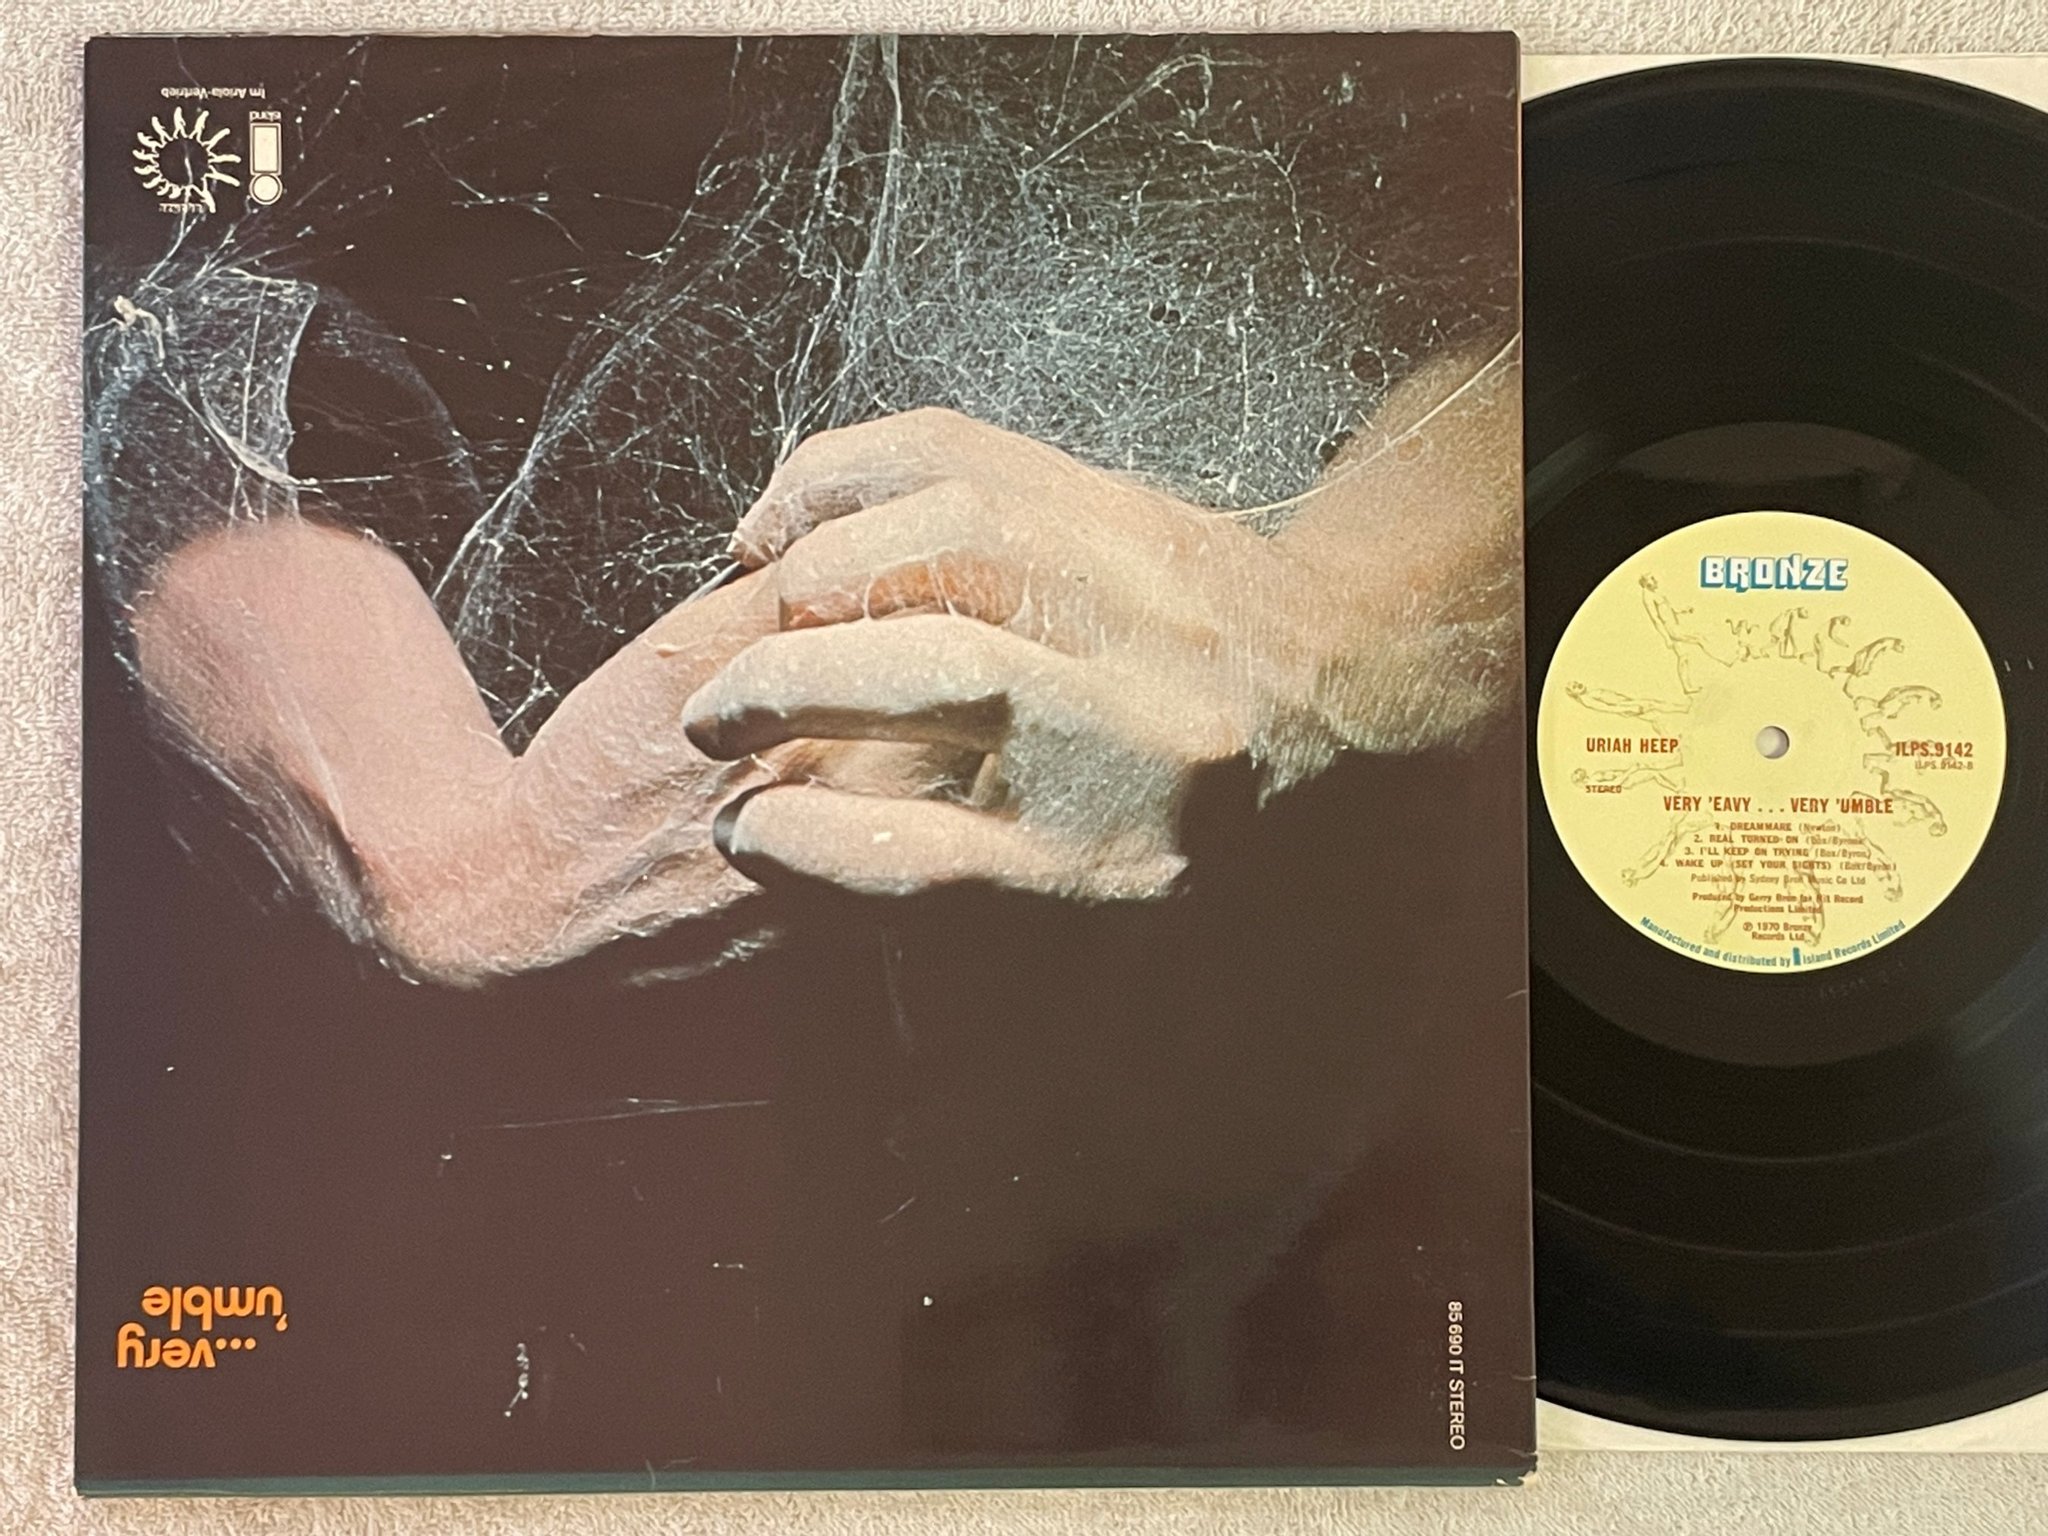 Im Ariola-Vertrieb
island
...very
'umble
85 690 IT STEREO
BRONZE
URIAH HEEP
ILPS.9142
ILPS.9142-B
STEREO
VERY 'EAVY . . . VERY 'UMBLE
1. DREAMMARE (Newton)
2. REAL TURNED ON (Box/Byron)
3. I'LL KEEP ON TRYING (Box/Byron)
4. WAKE UP (SET YOUR SIGHTS) (Box/Byron)
Published by Sydney Bron Music Co Ltd
Produced by Gerry Bron for Hit Record
Productions Limited
℗ 1970 Bronze
Records Ltd.
Manufactured and distributed by island Records Limited